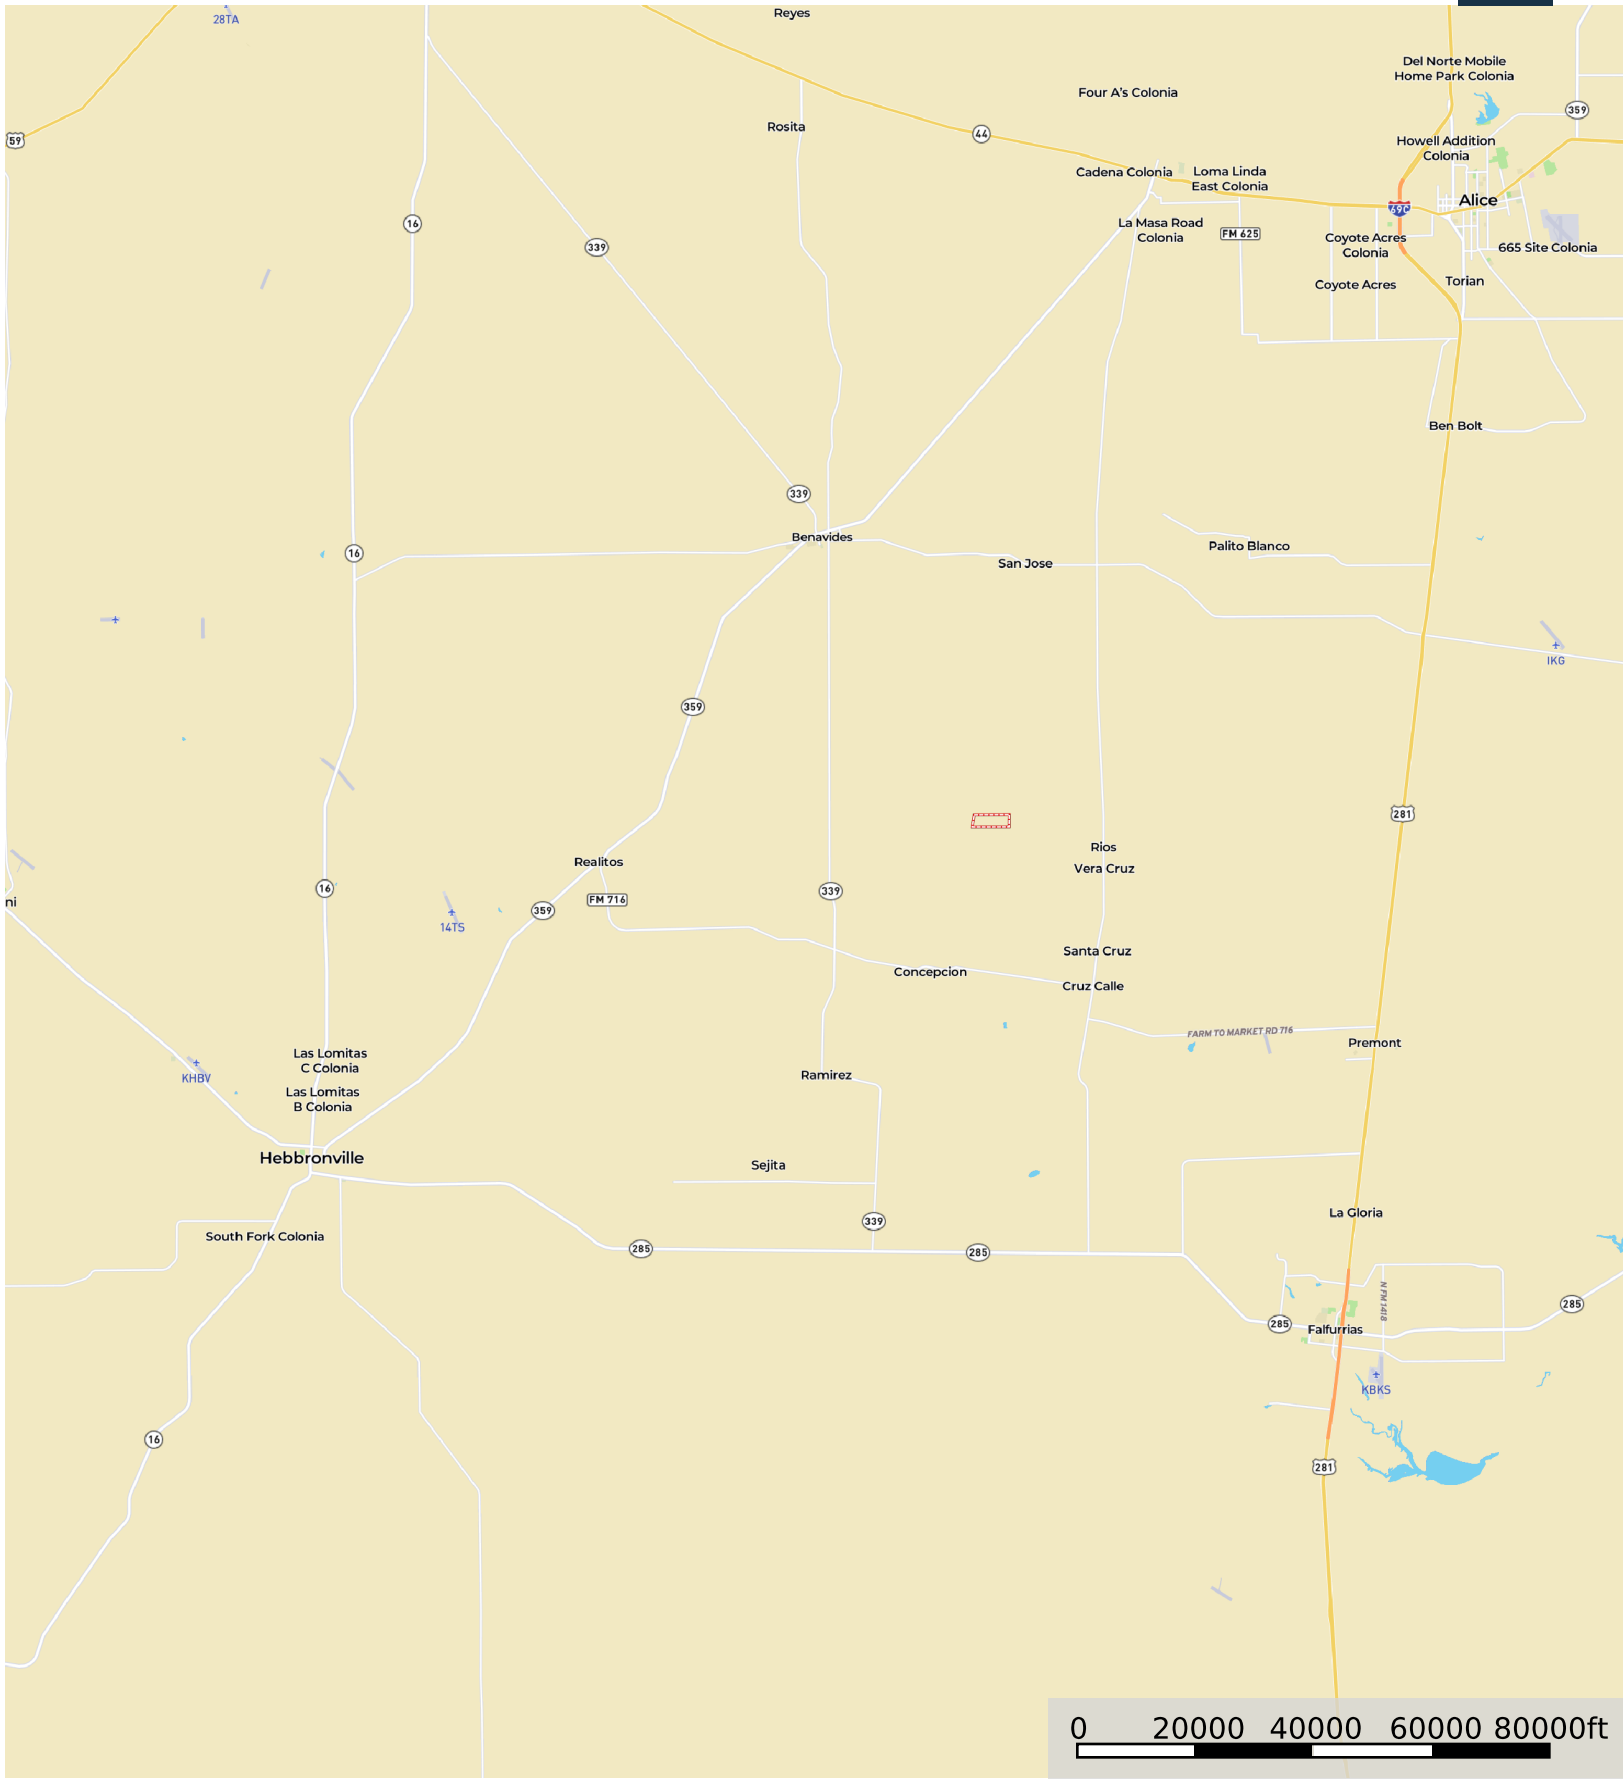 28TA
Reyes
Del Norte Mobile
Home Park Colonia
Four A's Colonia
359
Rosita
44
59
Howell Addition
Colonia
Cadena Colonia
Loma Linda
East Colonia
Alice
69C
16
La Masa Road
Colonia
FM 625
339
Coyote Acres
Colonia
665 Site Colonia
Torian
Coyote Acres
Ben Bolt
339
Benavides
Palito Blanco
16
San Jose
IKG
359
281
Rios
Realitos
Vera Cruz
16
339
FM 716
ni
359
14TS
Santa Cruz
Concepcion
Cruz Calle
FARM TO MARKET RD 716
Premont
Las Lomitas
C Colonia
KHBV
Ramirez
Las Lomitas
B Colonia
Hebbronville
Sejita
La Gloria
339
South Fork Colonia
285
285
N FM 1418
285
285
Falfurrias
KBKS
16
281
0 20000 40000 60000 80000ft